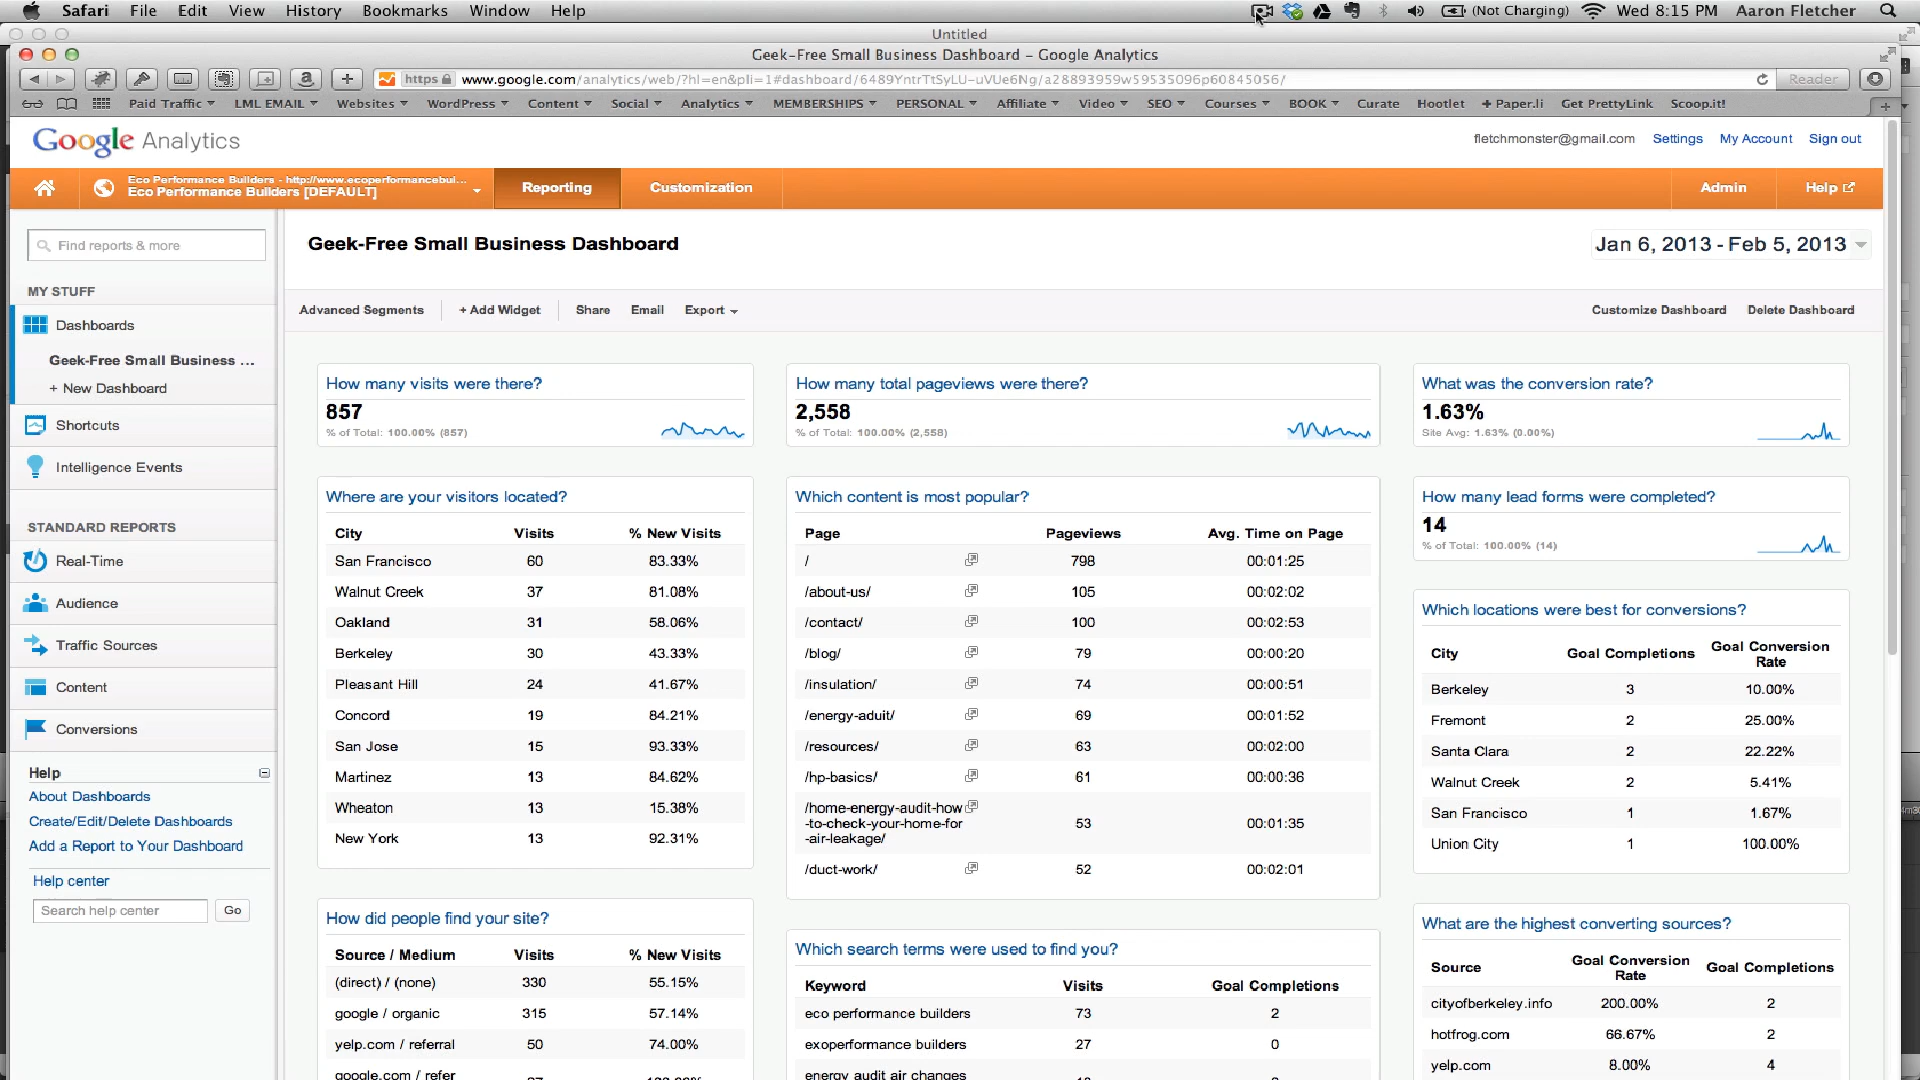 Safari File Edit View History Bookmarks Window Help (Not Charging) Wed 8:15 PM Aaron Fletcher
Untitled
Geek-Free Small Business Dashboard – Google Analytics
https www.google.com/analytics/web/?hl=en&pli=1#dashboard/6489YntrTtSyLU-uVUe6Ng/a28893959w59535096p60845056/ Reader
Paid Traffic LML EMAIL Websites WordPress Content Social Analytics MEMBERSHIPS PERSONAL Affiliate Video SEO Courses BOOK Curate Hootlet + Paper.li Get PrettyLink Scoop.it!
Google Analytics
fletchmonster@gmail.com Settings My Account Sign out
Eco Performance Builders - http://www.ecoperformancebui...
Eco Performance Builders [DEFAULT]
Reporting Customization Admin Help
Find reports & more
MY STUFF
Dashboards
Geek-Free Small Business ...
+ New Dashboard
Shortcuts
Intelligence Events
STANDARD REPORTS
Real-Time
Audience
Traffic Sources
Content
Conversions
Help
About Dashboards
Create/Edit/Delete Dashboards
Add a Report to Your Dashboard
Help center
Search help center Go
Geek-Free Small Business Dashboard
Jan 6, 2013 - Feb 5, 2013
Advanced Segments + Add Widget Share Email Export Customize Dashboard Delete Dashboard
How many visits were there?
857
% of Total: 100.00% (857)
Where are your visitors located?
City Visits % New Visits
San Francisco 60 83.33%
Walnut Creek 37 81.08%
Oakland 31 58.06%
Berkeley 30 43.33%
Pleasant Hill 24 41.67%
Concord 19 84.21%
San Jose 15 93.33%
Martinez 13 84.62%
Wheaton 13 15.38%
New York 13 92.31%
How did people find your site?
Source / Medium Visits % New Visits
(direct) / (none) 330 55.15%
google / organic 315 57.14%
yelp.com / referral 50 74.00%
google.com / refer
How many total pageviews were there?
2,558
% of Total: 100.00% (2,558)
Which content is most popular?
Page Pageviews Avg. Time on Page
/ 798 00:01:25
/about-us/ 105 00:02:02
/contact/ 100 00:02:53
/blog/ 79 00:00:20
/insulation/ 74 00:00:51
/energy-aduit/ 69 00:01:52
/resources/ 63 00:02:00
/hp-basics/ 61 00:00:36
/home-energy-audit-how
-to-check-your-home-for 53 00:01:35
-air-leakage/
/duct-work/ 52 00:02:01
Which search terms were used to find you?
Keyword Visits Goal Completions
eco performance builders 73 2
exoperformance builders 27 0
energy audit air changes
What was the conversion rate?
1.63%
Site Avg: 1.63% (0.00%)
How many lead forms were completed?
14
% of Total: 100.00% (14)
Which locations were best for conversions?
City Goal Completions Goal Conversion
Rate
Berkeley 3 10.00%
Fremont 2 25.00%
Santa Clara 2 22.22%
Walnut Creek 2 5.41%
San Francisco 1 1.67%
Union City 1 100.00%
What are the highest converting sources?
Source Goal Conversion Goal Completions
Rate
cityofberkeley.info 200.00% 2
hotfrog.com 66.67% 2
yelp.com 8.00% 4